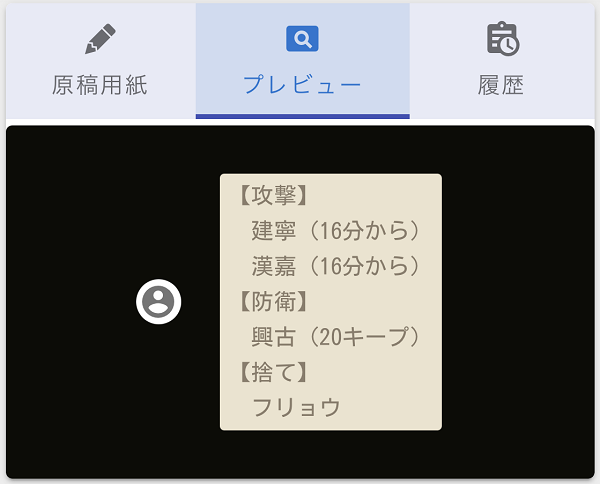 原稿用紙
プレビュー
履歴
【攻撃】
建寧（16分から）
漢嘉（16分から）
【防衛】
興古（20キープ）
【捨て】
フリョウ